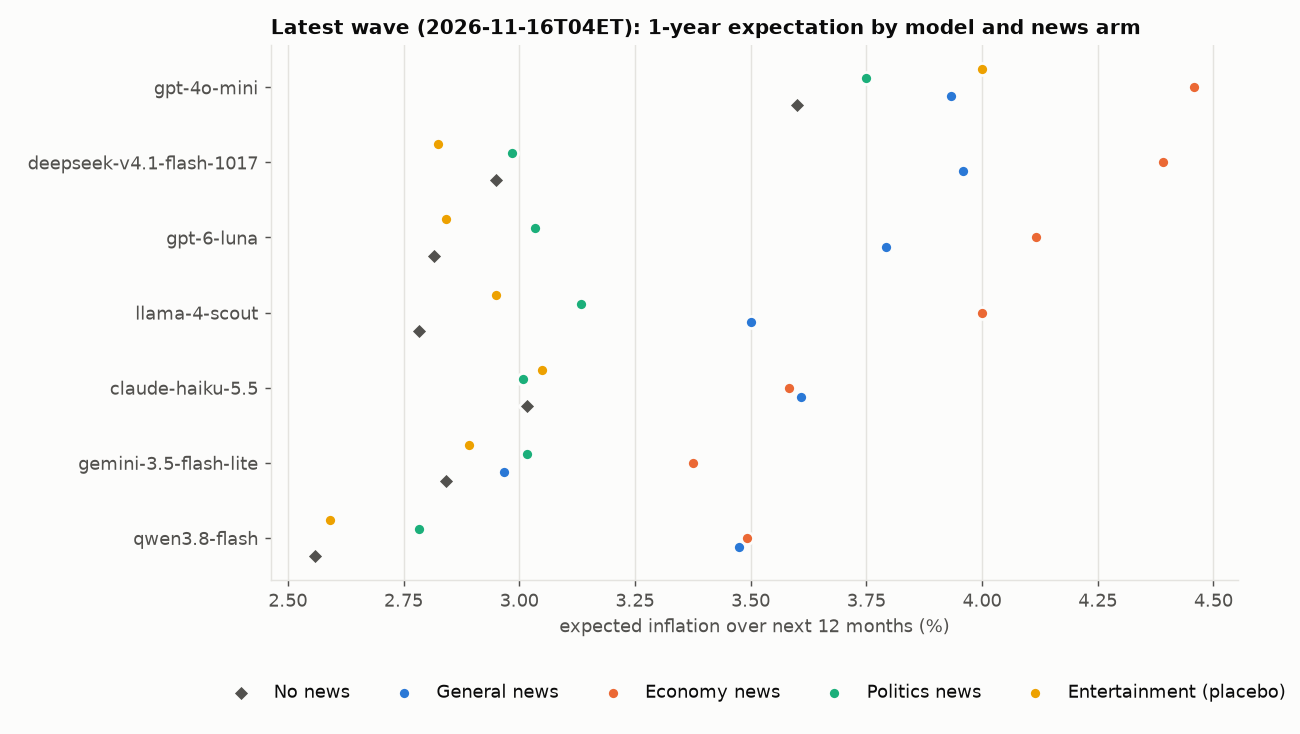 Latest wave (2026-11-16T04ET): 1-year expectation by model and news arm
gpt-4o-mini
deepseek-v4.1-flash-1017
gpt-6-luna
llama-4-scout
claude-haiku-5.5
gemini-3.5-flash-lite
qwen3.8-flash
2.50 2.75 3.00 3.25 3.50 3.75 4.00 4.25 4.50
expected inflation over next 12 months (%)
No news General news Economy news Politics news Entertainment (placebo)